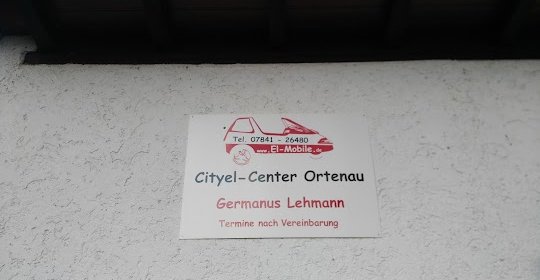 Tel. 07841 - 26480
www.El-Mobile.de
Cityel-Center Ortenau
Germanus Lehmann
Termine nach Vereinbarung